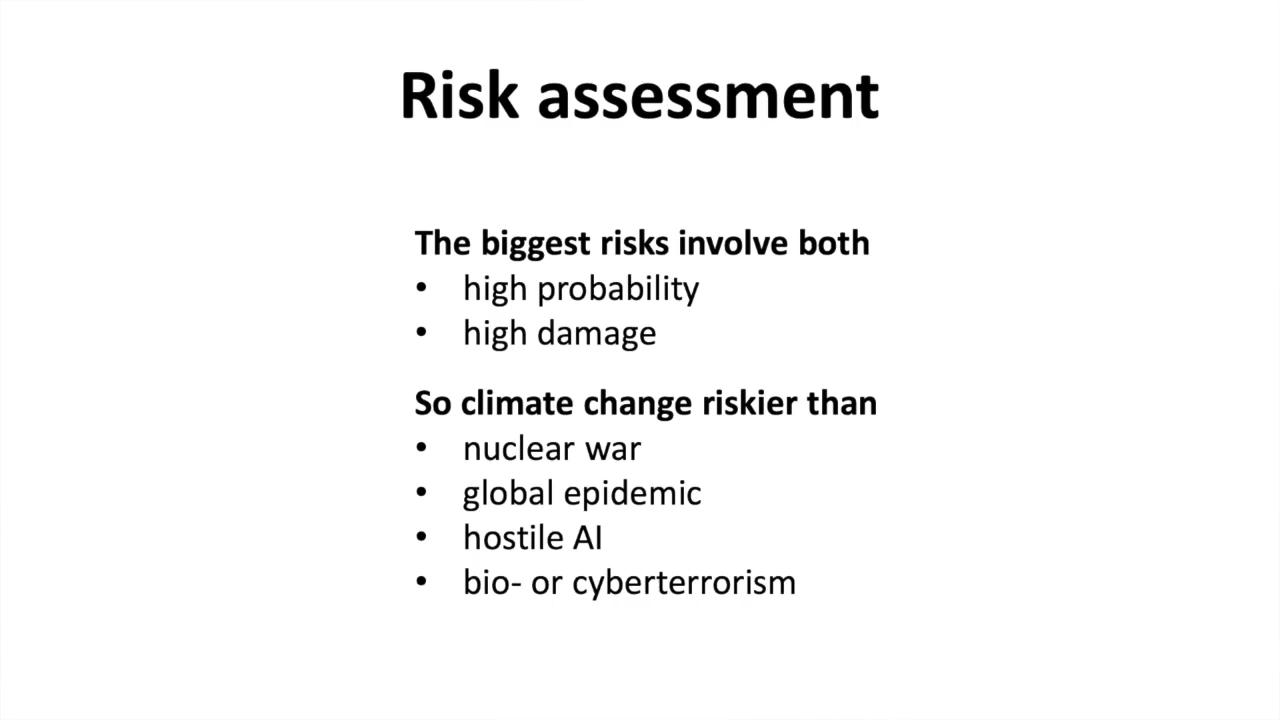 Risk assessment
The biggest risks involve both
• high probability
• high damage
So climate change riskier than
• nuclear war
• global epidemic
• hostile AI
• bio- or cyberterrorism